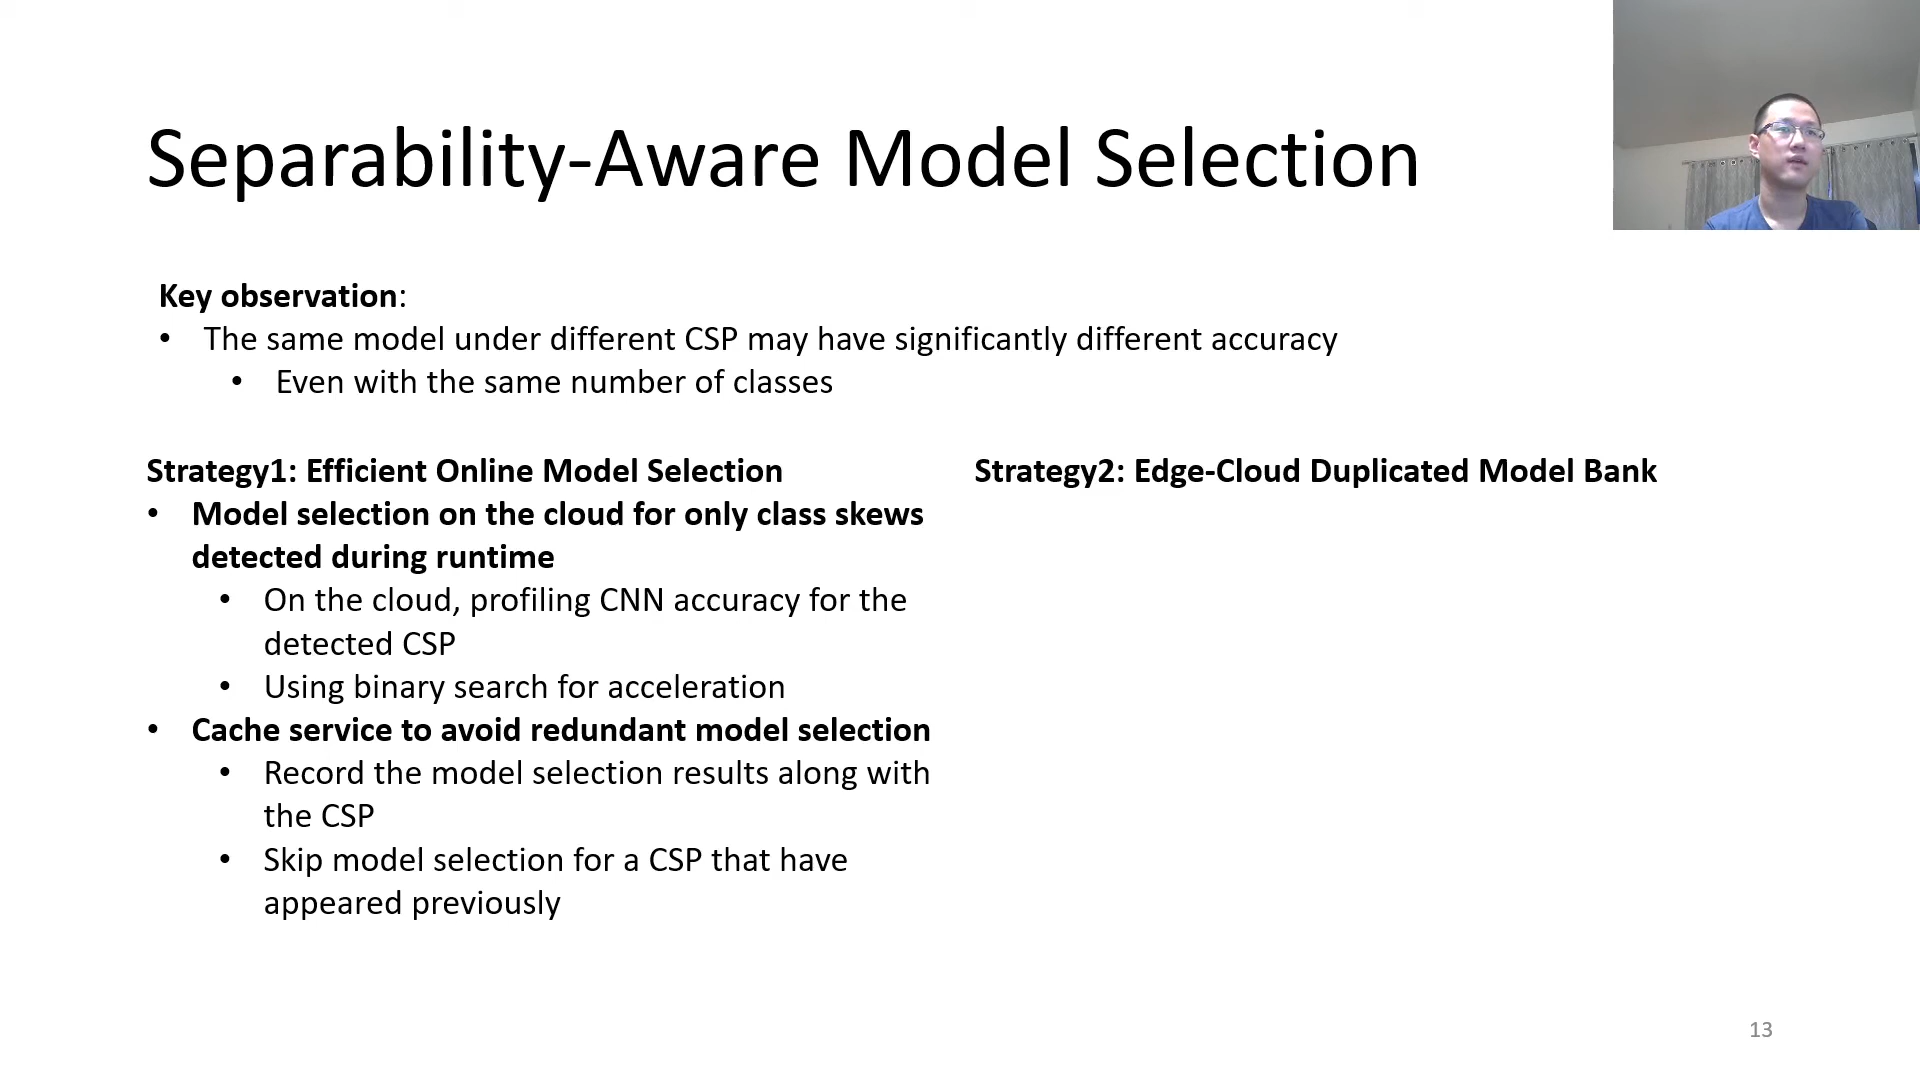 Separability-Aware Model Selection
Key observation:
• The same model under different CSP may have significantly different accuracy
• Even with the same number of classes
Strategy1: Efficient Online Model Selection
• Model selection on the cloud for only class skews
detected during runtime
• On the cloud, profiling CNN accuracy for the
detected CSP
• Using binary search for acceleration
• Cache service to avoid redundant model selection
• Record the model selection results along with
the CSP
• Skip model selection for a CSP that have
appeared previously
Strategy2: Edge-Cloud Duplicated Model Bank
13